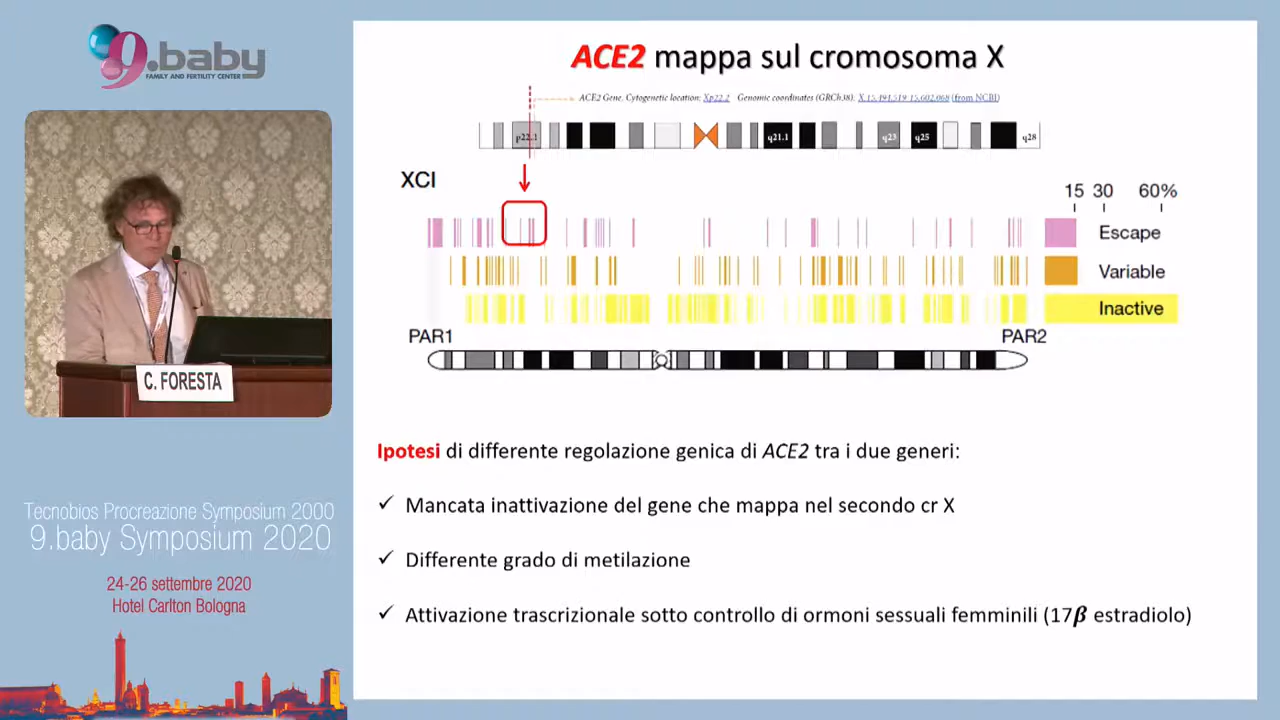 9.baby
FAMILY AND FERTILITY CENTER
C. FORESTA
Tecnobios Procreazione Symposium 2000
9.baby Symposium 2020
24-26 settembre 2020
Hotel Carlton Bologna
ACE2 mappa sul cromosoma X
ACE2 Gene. Cytogenetic location: Xp22.2 Genomic coordinates (GRCh38). X:15,491,519-15,602,068 (from NCBI)
p22.1 q21.1 q23 q25 q28
XCI
15 30 60%
Escape
Variable
Inactive
PAR1 PAR2
Ipotesi di differente regolazione genica di ACE2 tra i due generi:
✓ Mancata inattivazione del gene che mappa nel secondo cr X
✓ Differente grado di metilazione
✓ Attivazione trascrizionale sotto controllo di ormoni sessuali femminili (17β estradiolo)